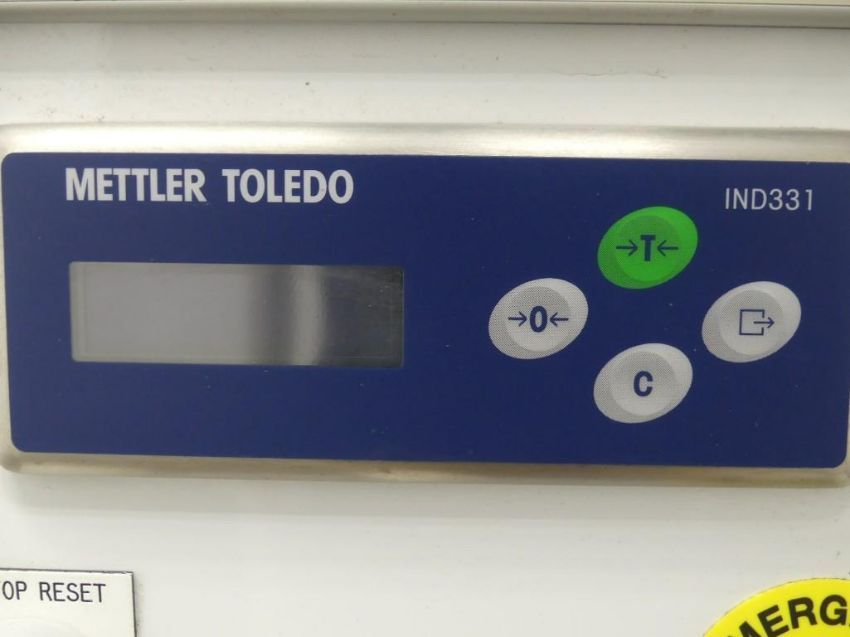 METTLER TOLEDO
IND331
→T←
→0←
C
OP RESET
MERG